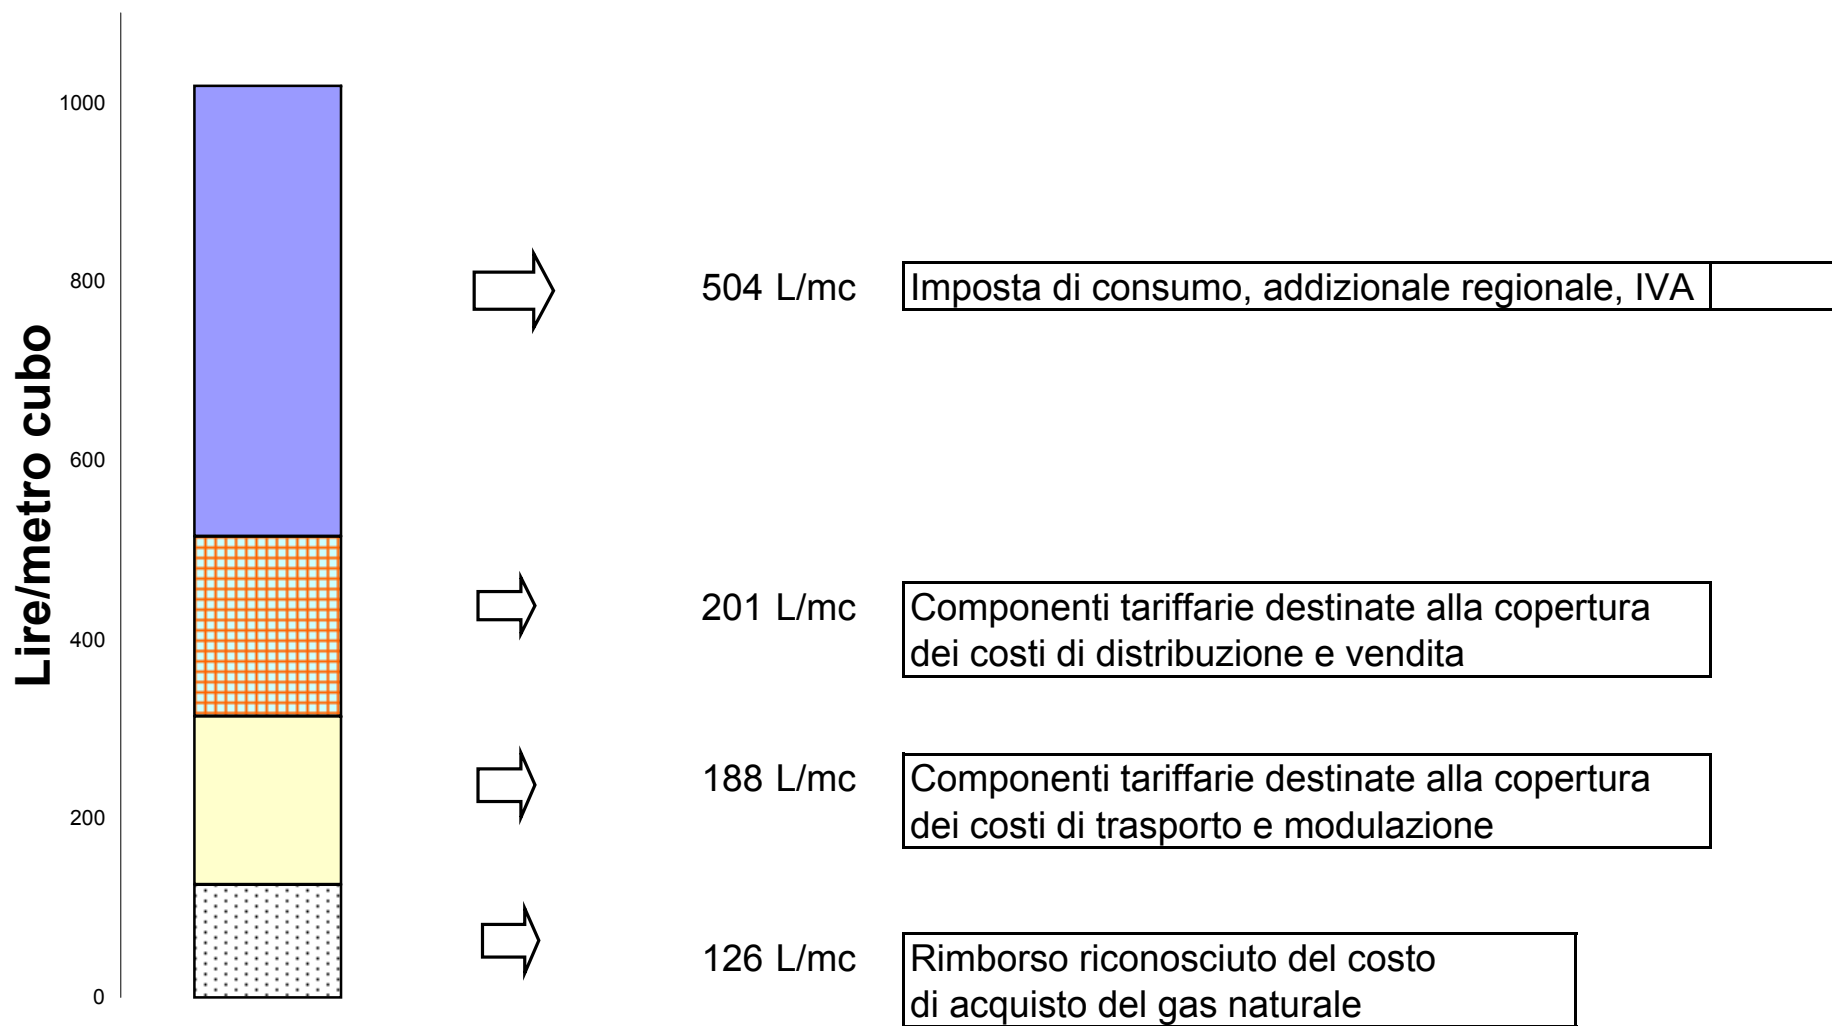 Lire/metro cubo
1000
800
600
400
200
0
504 L/mc
Imposta di consumo, addizionale regionale, IVA
201 L/mc
Componenti tariffarie destinate alla copertura
dei costi di distribuzione e vendita
188 L/mc
Componenti tariffarie destinate alla copertura
dei costi di trasporto e modulazione
126 L/mc
Rimborso riconosciuto del costo
di acquisto del gas naturale